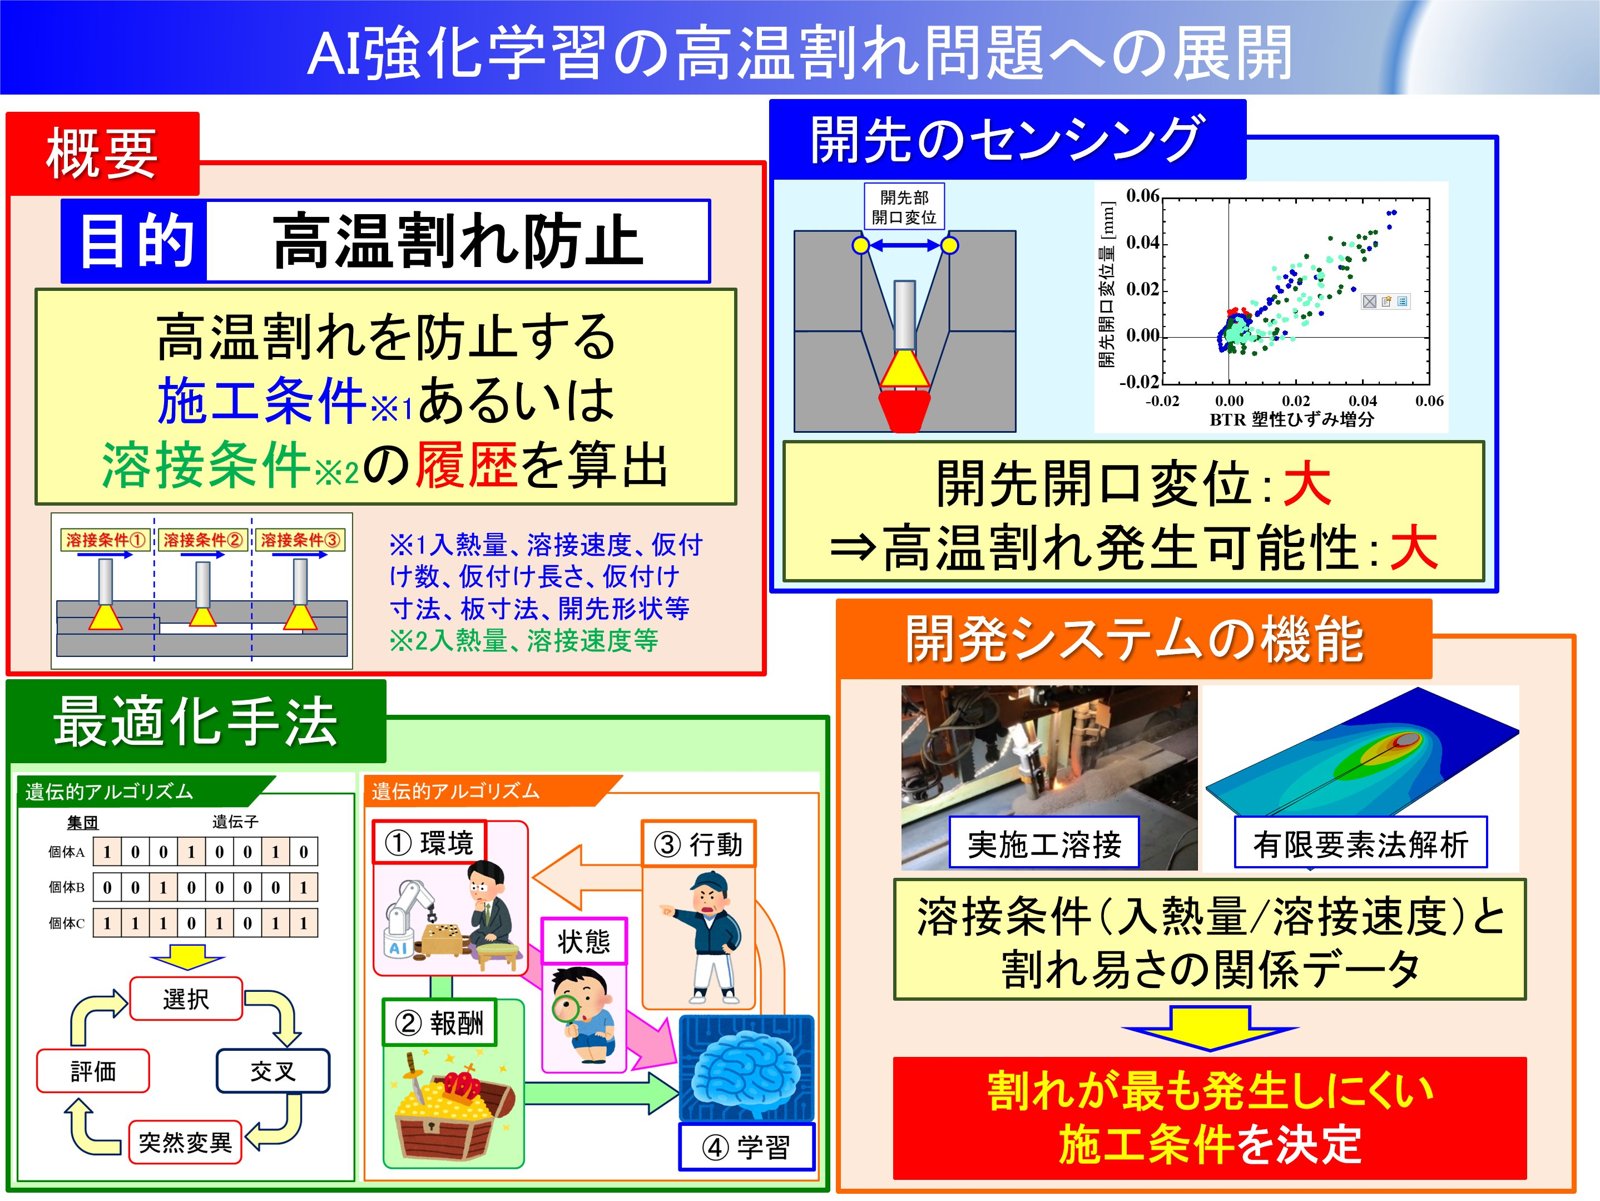 AI強化学習の高温割れ問題への展開
概要
目的 高温割れ防止
高温割れを防止する
施工条件※1あるいは
溶接条件※2の履歴を算出
溶接条件① 溶接条件② 溶接条件③
※1入熱量、溶接速度、仮付
け数、仮付け長さ、仮付け
寸法、板寸法、開先形状等
※2入熱量、溶接速度等
開先のセンシング
開先部
開口変位
開先開口変位量 [mm]
0.06
0.04
0.02
0.00
-0.02
-0.02 0.00 0.02 0.04 0.06
BTR 塑性ひずみ増分
開先開口変位：大
⇒高温割れ発生可能性：大
最適化手法
遺伝的アルゴリズム
集団 遺伝子
個体A 1 0 0 1 0 0 1 0
個体B 0 0 1 0 0 0 0 1
個体C 1 1 1 0 1 0 1 1
選択
交叉
突然変異
評価
遺伝的アルゴリズム
① 環境
AI
③ 行動
状態
② 報酬
④ 学習
開発システムの機能
実施工溶接
有限要素法解析
溶接条件（入熱量/溶接速度）と
割れ易さの関係データ
割れが最も発生しにくい
施工条件を決定